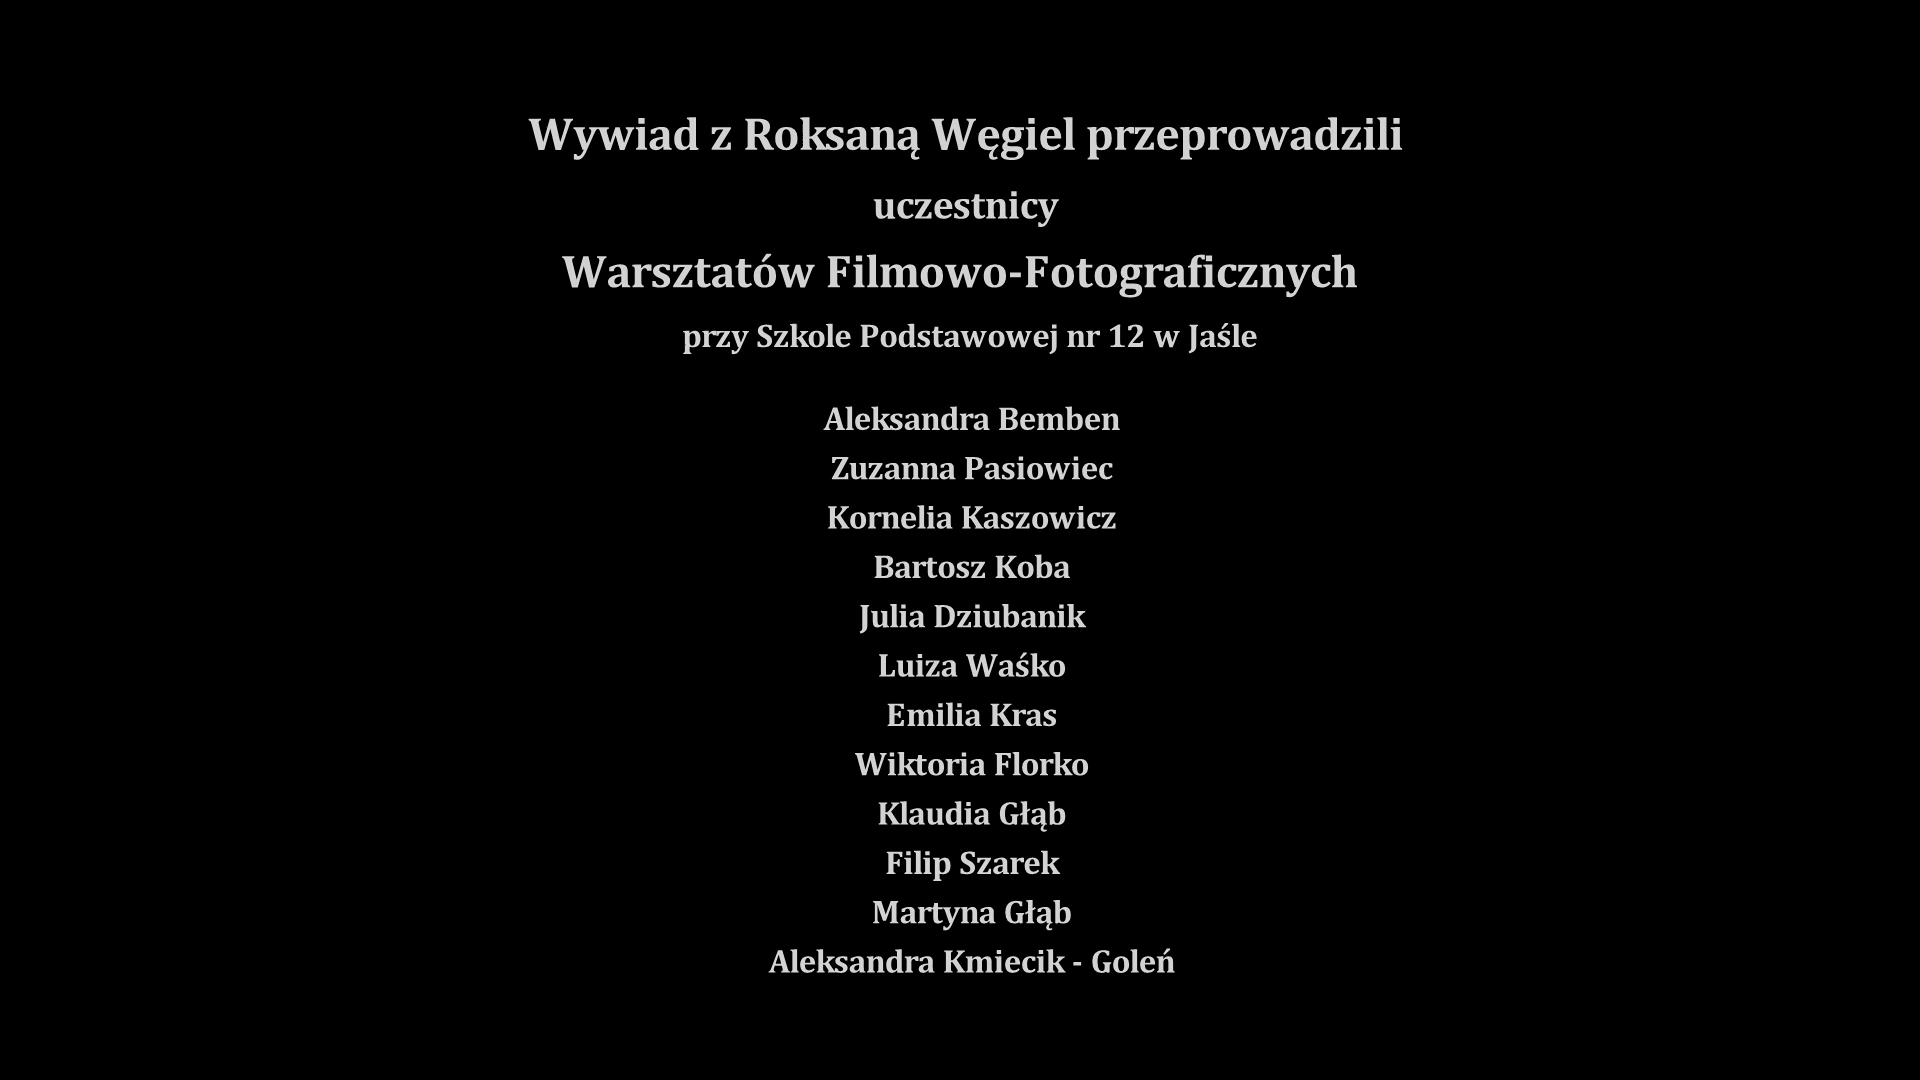 Wywiad z Roksaną Węgiel przeprowadzili
uczestnicy
Warsztatów Filmowo-Fotograficznych
przy Szkole Podstawowej nr 12 w Jaśle
Aleksandra Bemben
Zuzanna Pasiowiec
Kornelia Kaszowicz
Bartosz Koba
Julia Dziubanik
Luiza Waśko
Emilia Kras
Wiktoria Florko
Klaudia Głąb
Filip Szarek
Martyna Głąb
Aleksandra Kmiecik - Goleń